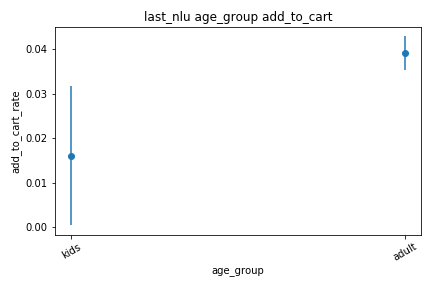 last_nlu age_group add_to_cart
add_to_cart_rate
0.04
0.03
0.02
0.01
0.00
kids
adult
age_group